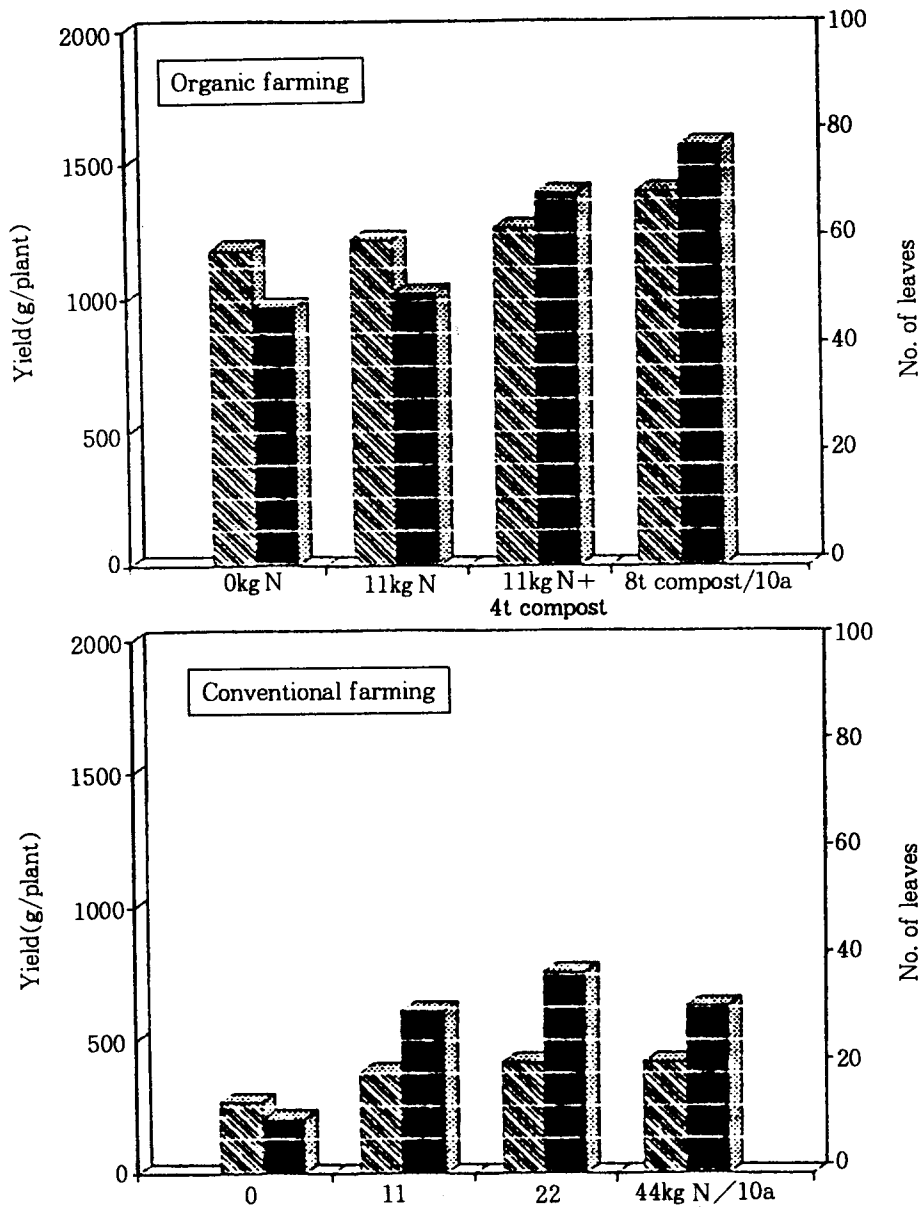 Organic farming
Yield(g/plant)
2000
1500
1000
500
0
No. of leaves
100
80
60
40
20
0
0kg N
11kg N
11kg N+
4t compost
8t compost/10a
Conventional farming
Yield(g/plant)
2000
1500
1000
500
0
No. of leaves
100
80
60
40
20
0
0
11
22
44kg N/10a